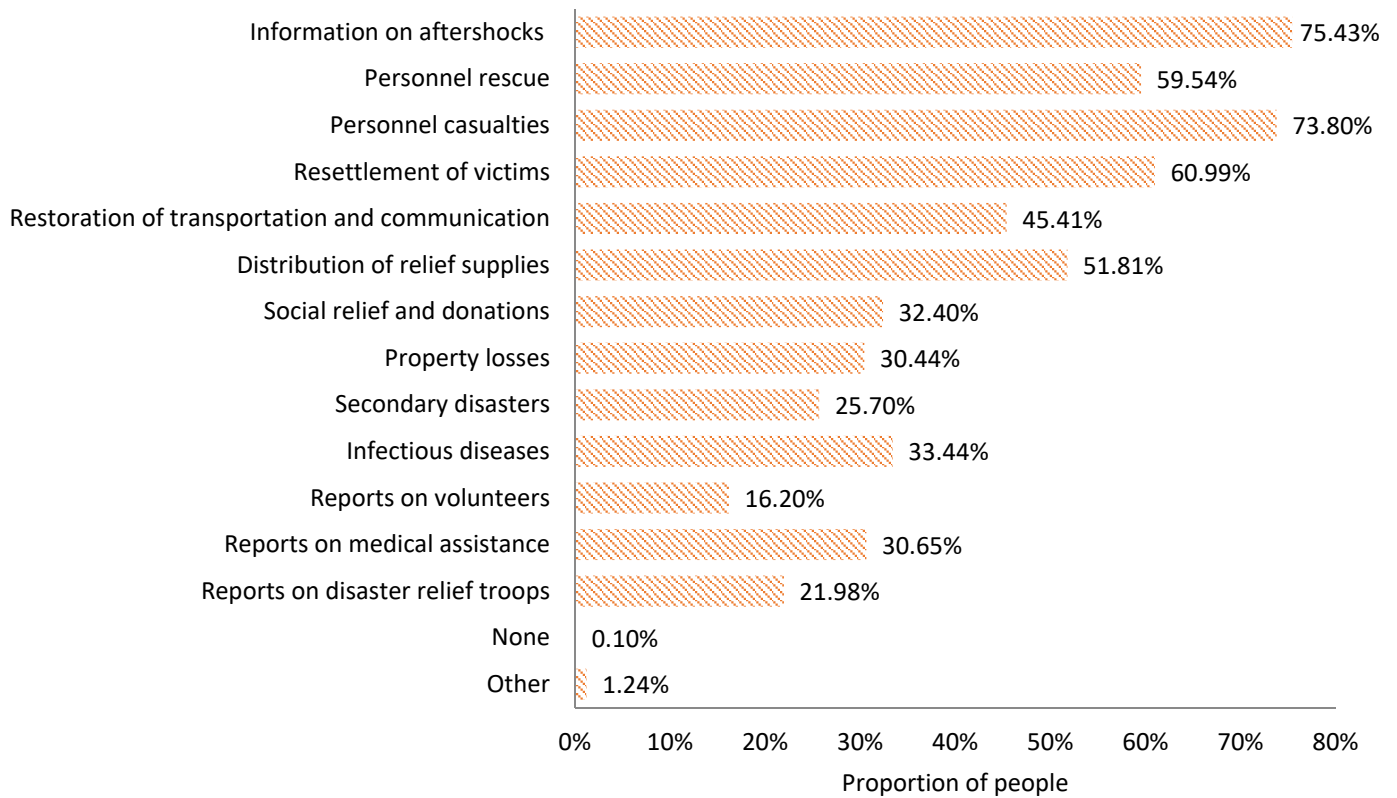 Information on aftershocks 75.43%
Personnel rescue 59.54%
Personnel casualties 73.80%
Resettlement of victims 60.99%
Restoration of transportation and communication 45.41%
Distribution of relief supplies 51.81%
Social relief and donations 32.40%
Property losses 30.44%
Secondary disasters 25.70%
Infectious diseases 33.44%
Reports on volunteers 16.20%
Reports on medical assistance 30.65%
Reports on disaster relief troops 21.98%
None 0.10%
Other 1.24%
0% 10% 20% 30% 40% 50% 60% 70% 80%
Proportion of people